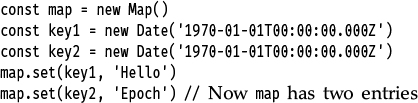 const map = new Map()
const key1 = new Date('1970-01-01T00:00:00.000Z')
const key2 = new Date('1970-01-01T00:00:00.000Z')
map.set(key1, 'Hello')
map.set(key2, 'Epoch') // Now map has two entries